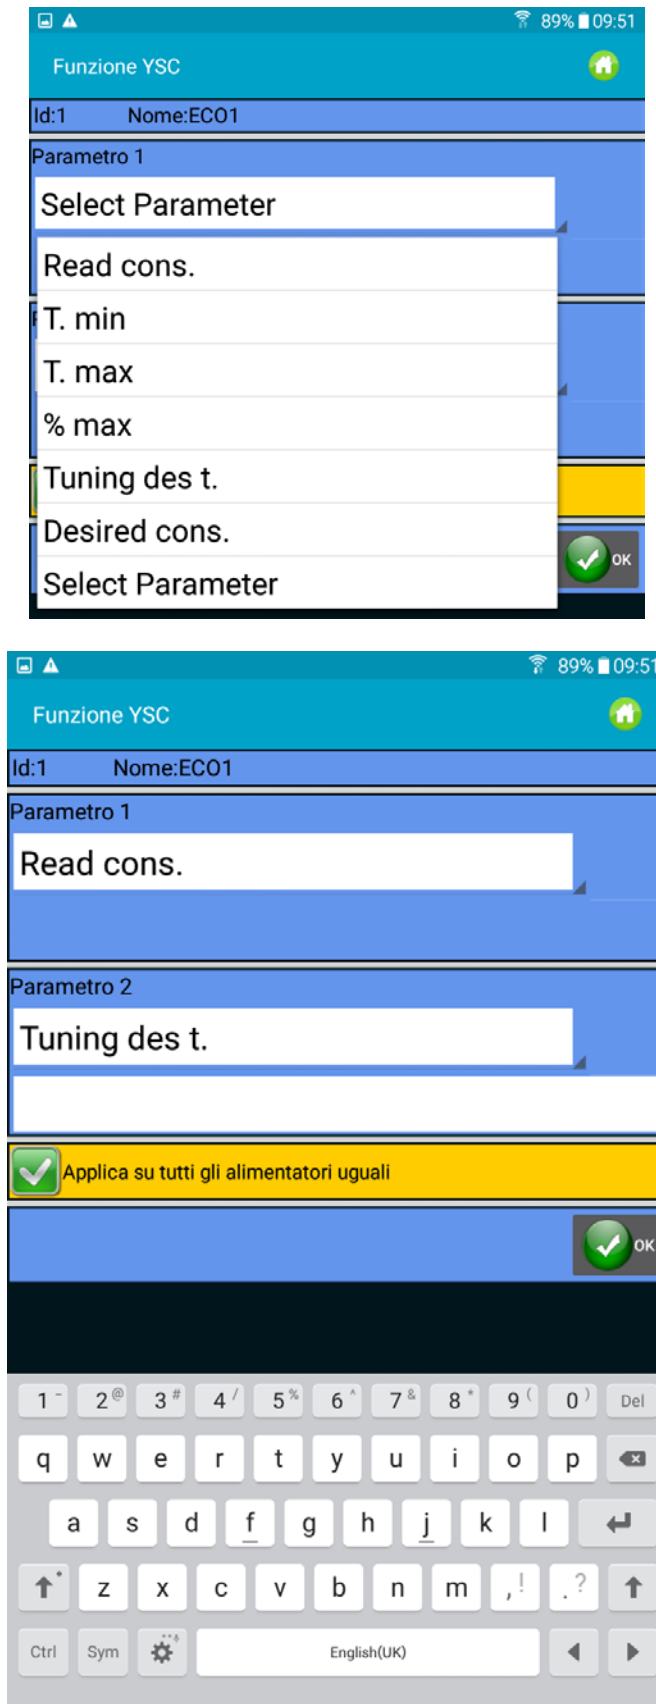 89% 09:51
Funzione YSC
Id:1 Nome:ECO1
Parametro 1
Select Parameter
Read cons.
T. min
T. max
% max
Tuning des t.
Desired cons.
Select Parameter
OK
89% 09:51
Funzione YSC
Id:1 Nome:ECO1
Parametro 1
Read cons.
Parametro 2
Tuning des t.
Applica su tutti gli alimentatori uguali
OK
1 - 2 @ 3 # 4 / 5 % 6 ^ 7 & 8 * 9 ( 0 ) Del
q w e r t y u i o p
a s d f g h j k l
z x c v b n m , ! . ?
Ctrl Sym English(UK)